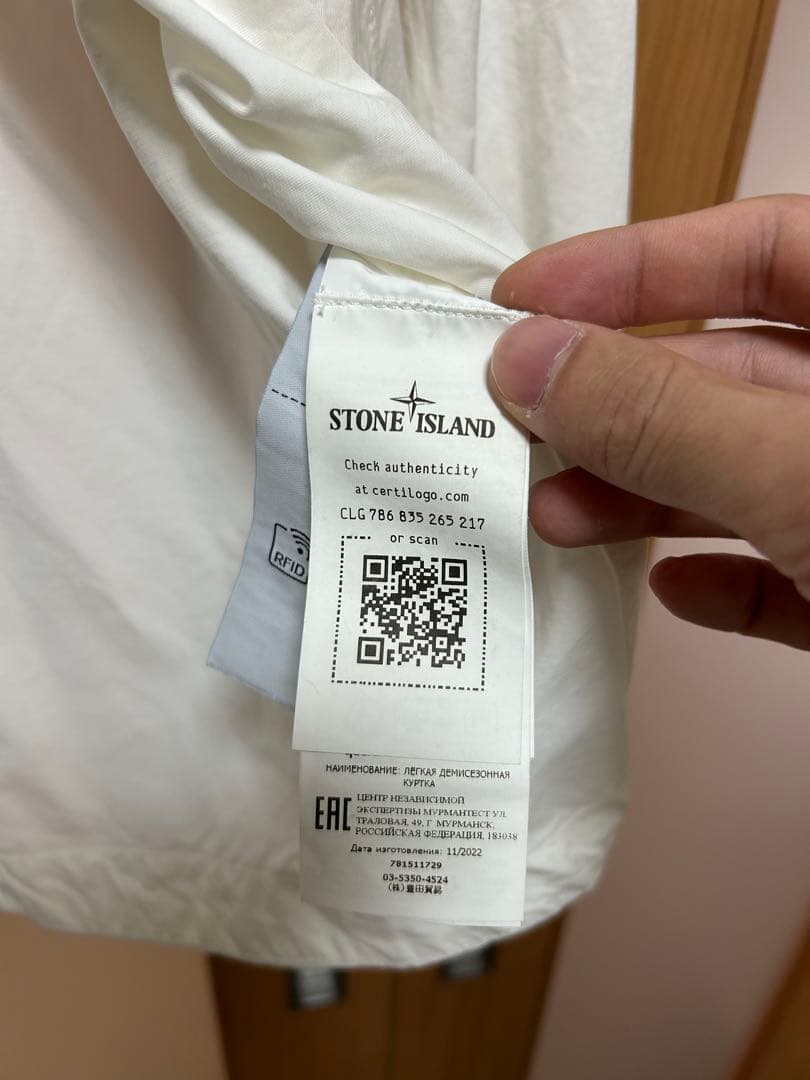 STONE ISLAND
Check authenticity
at certilogo.com
CLG 786 835 265 217
or scan
RFID
НАИМЕНОВАНИЕ: ЛЕГКАЯ ДЕМИСЕЗОННАЯ
КУРТКА
EAC
ЦЕНТР НЕЗАВИСИМОЙ
ЭКСПЕРТИЗЫ МУРМАНТЕСТ УЛ.
ТРАЛОВАЯ, 49, Г МУРМАНСК,
РОССИЙСКАЯ ФЕДЕРАЦИЯ, 183038
Дата изготовления: 11/2022
781511729
03-5350-4524
(株)豊田貿易